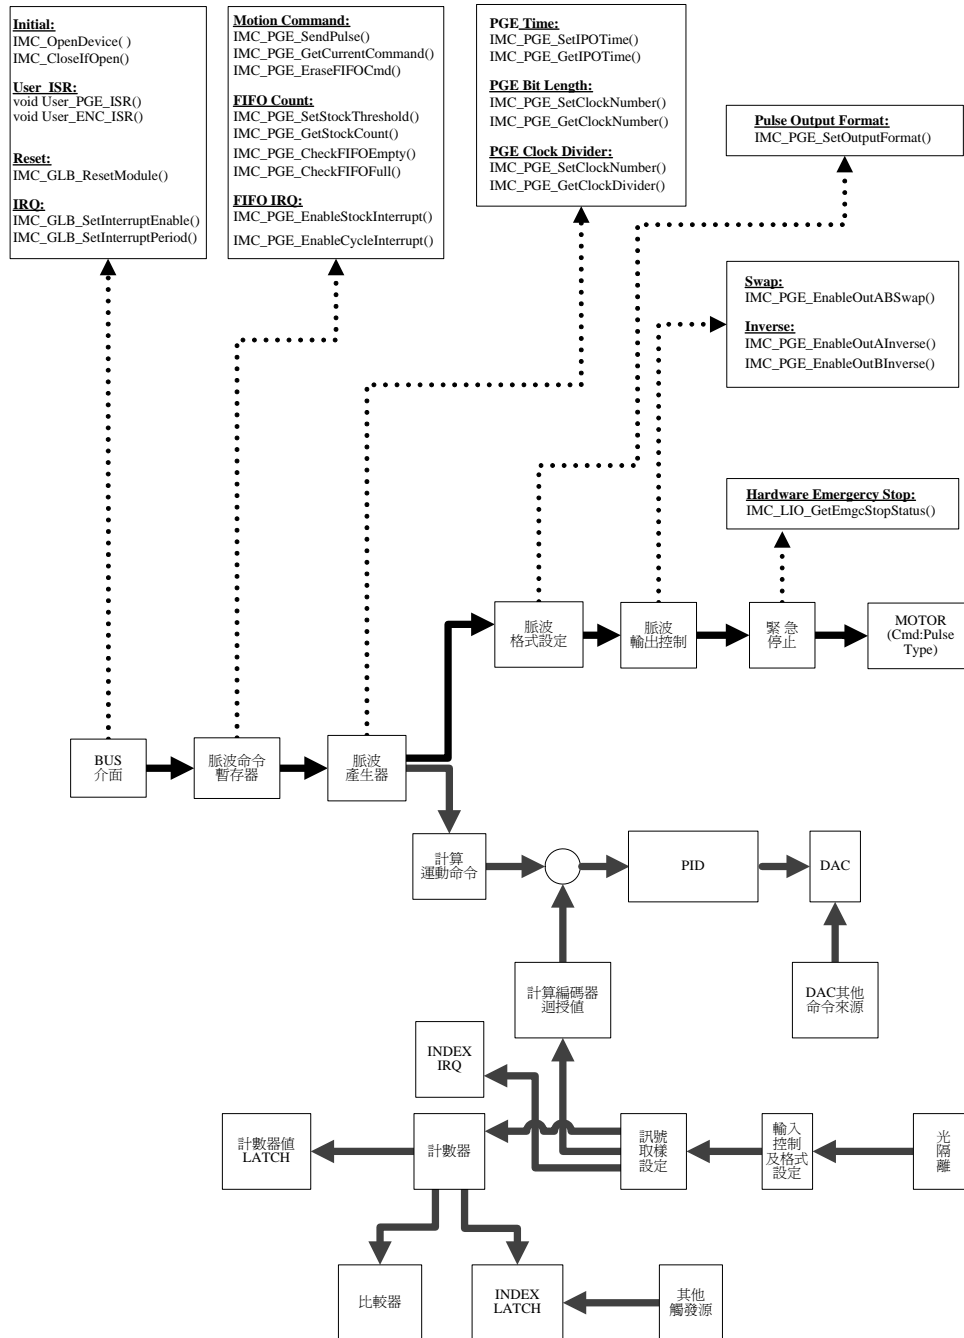 Initial:
IMC_OpenDevice( )
IMC_CloseIfOpen()
User_ISR:
void User_PGE_ISR()
void User_ENC_ISR()
Reset:
IMC_GLB_ResetModule()
IRQ:
IMC_GLB_SetInterruptEnable()
IMC_GLB_SetInterruptPeriod()
Motion Command:
IMC_PGE_SendPulse()
IMC_PGE_GetCurrentCommand()
IMC_PGE_EraseFIFOCmd()
FIFO Count:
IMC_PGE_SetStockThreshold()
IMC_PGE_GetStockCount()
IMC_PGE_CheckFIFOEmpty()
IMC_PGE_CheckFIFOFull()
FIFO IRQ:
IMC_PGE_EnableStockInterrupt()
IMC_PGE_EnableCycleInterrupt()
PGE Time:
IMC_PGE_SetIPOTime()
IMC_PGE_GetIPOTime()
PGE Bit Length:
IMC_PGE_SetClockNumber()
IMC_PGE_GetClockNumber()
PGE Clock Divider:
IMC_PGE_SetClockNumber()
IMC_PGE_GetClockDivider()
Pulse Output Format:
IMC_PGE_SetOutputFormat()
Swap:
IMC_PGE_EnableOutABSwap()
Inverse:
IMC_PGE_EnableOutAInverse()
IMC_PGE_EnableOutBInverse()
Hardware Emergercy Stop:
IMC_LIO_GetEmgcStopStatus()
脈波
格式設定
脈波
輸出控制
緊 急
停止
MOTOR
(Cmd:Pulse
Type)
BUS
介面
脈波命令
暫存器
脈波
產生器
計算
運動命令
PID
DAC
計算編碼器
迴授值
DAC其他
命令來源
INDEX
IRQ
計數器值
LATCH
計數器
訊號
取樣
設定
輸入
控制
及格式
設定
光
隔
離
比較器
INDEX
LATCH
其他
觸發源